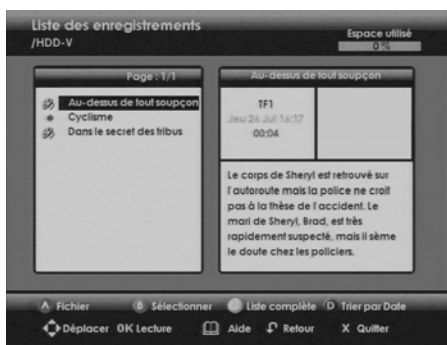 Liste des enregistrements
/HDD-V
Espace utilisé
0 %
Page : 1/1
Au-dessus de tout soupçon
Cyclisme
Dans le secret des tribus
Au-dessus de tout soupçon
TF1
Jeu 26 Jul 16:17
00:04
Le corps de Sheryl est retrouvé sur
l'autoroute mais la police ne croit
pas à la thèse de l'accident. Le
mari de Sheryl, Brad, est très
rapidement suspecté, mais il sème
le doute chez les policiers.
A Fichier B Sélectionner Liste complète D Trier par Date
Déplacer OK Lecture Aide Retour X Quitter